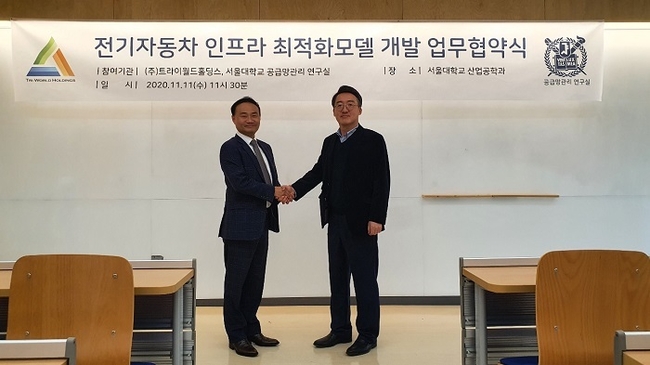 전기자동차 인프라 최적화모델 개발 업무협약식
TRI WORLD HOLDINGS
| 참여기관 | (주)트라이월드홀딩스, 서울대학교 공급망관리 연구실 | 장 소 | 서울대학교 산업공학과
| 일 시 | 2020.11.11(수) 11시 30분
공급망관리 연구실